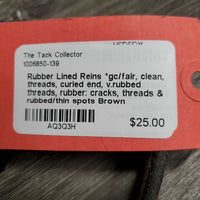 The Tack Collector
1006850-139
Rubber Lined Reins *gc/fair, clean,
threads, curled end, v.rubbed
threads, rubber: cracks, threads &
rubbed/thin spots Brown
AQ3Q3H
$25.00